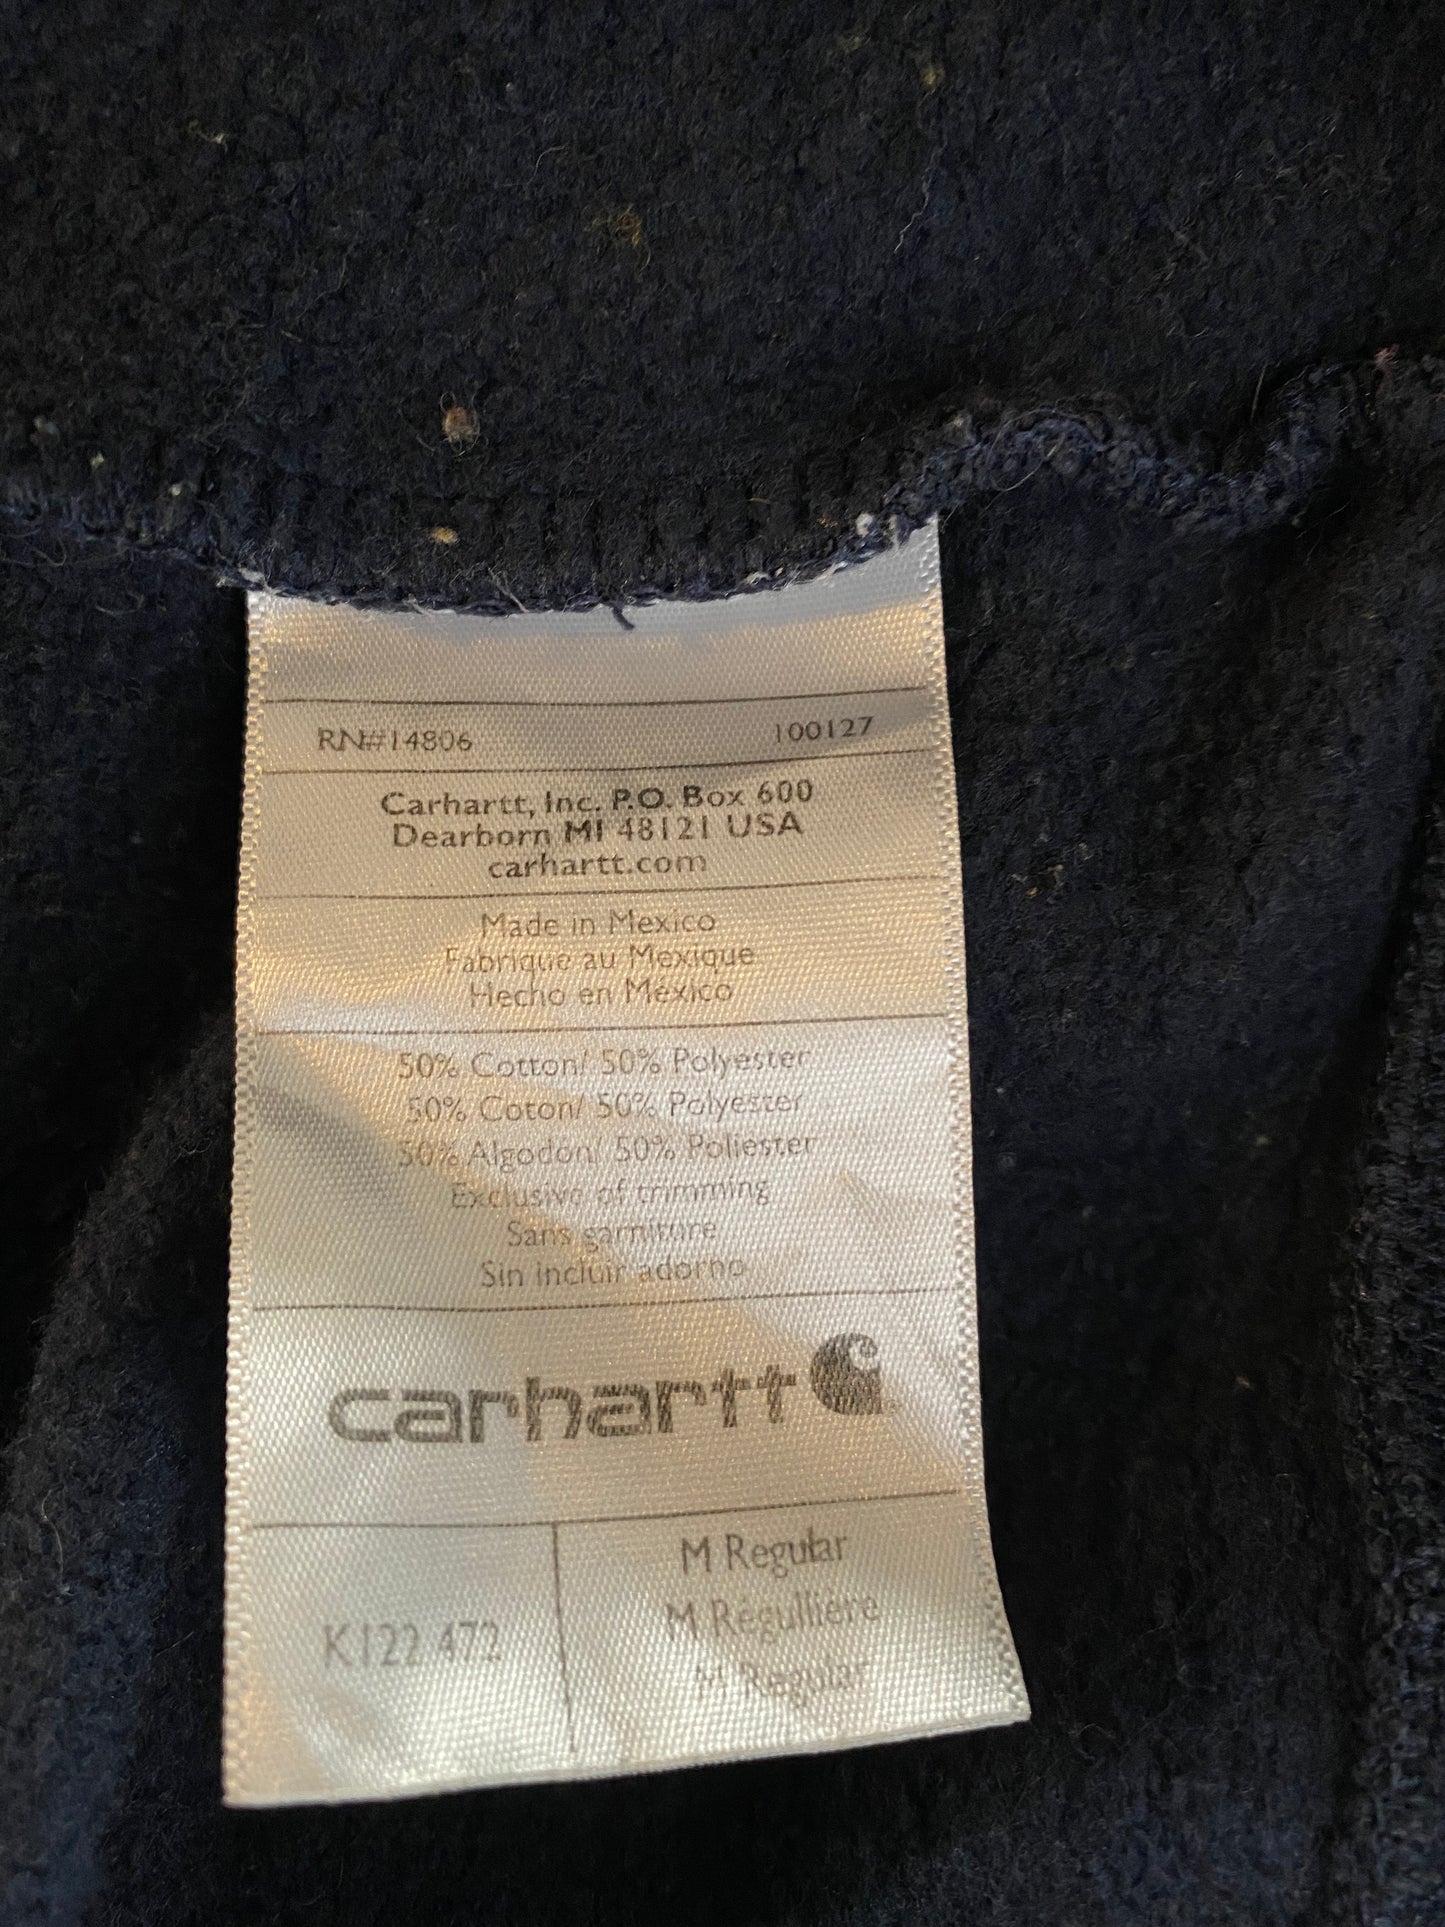 RN#14806 100127
Carhartt, Inc. P.O. Box 600
Dearborn MI 48121 USA
carhartt.com
Made in Mexico
Fabrique au Mexique
Hecho en México
50% Cotton/ 50% Polyester
50% Coton/ 50% Polyester
50% Algodon/ 50% Poliester
Exclusive of trimming
Sans garniture
Sin incluir adorno
carhartt
K122 472
M Regular
M Régullière
M Regular